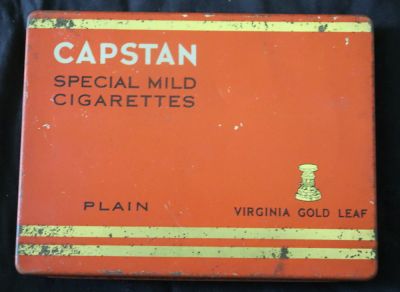 CAPSTAN
SPECIAL MILD
CIGARETTES
PLAIN
VIRGINIA GOLD LEAF